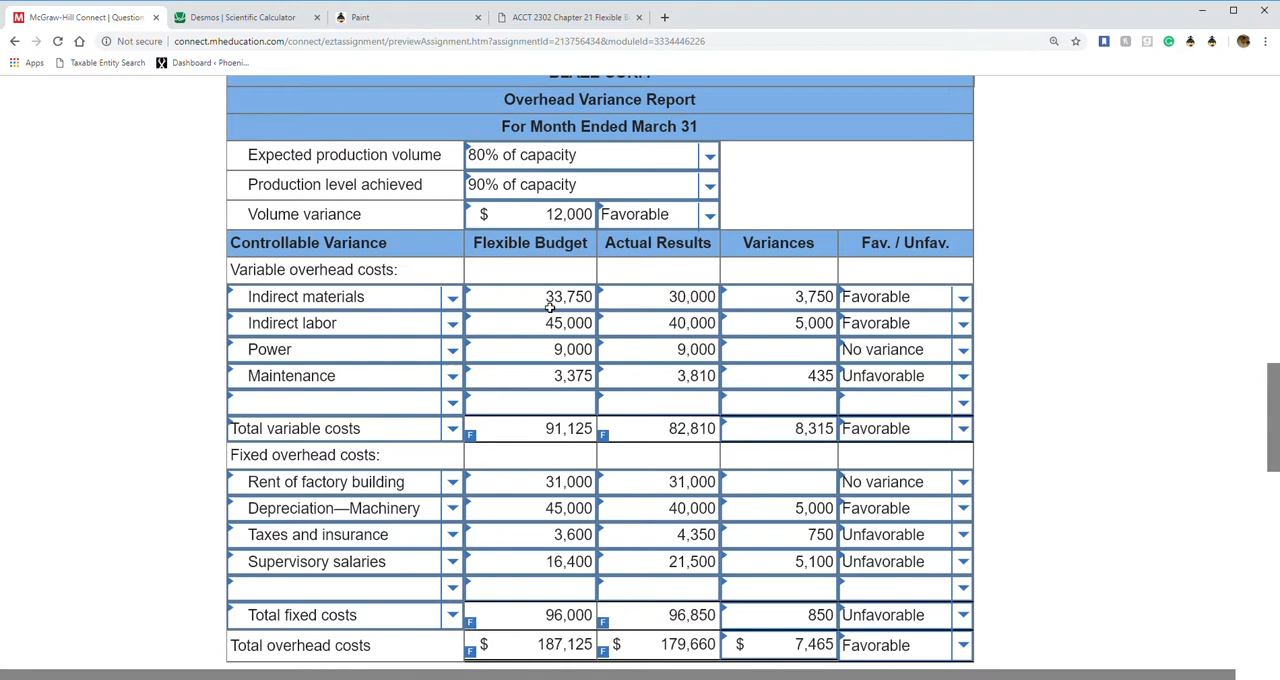 McGraw-Hill Connect | Question
Desmos | Scientific Calculator
Paint
ACCT 2302 Chapter 21 Flexible
Not secure | connect.mheducation.com/connect/eztassignment/previewAssignment.htm?assignmentId=213756434&moduleId=3334446226
Apps Taxable Entity Search Dashboard ‹ Phoeni...
Overhead Variance Report
For Month Ended March 31
Expected production volume 80% of capacity
Production level achieved 90% of capacity
Volume variance $ 12,000 Favorable
Controllable Variance Flexible Budget Actual Results Variances Fav. / Unfav.
Variable overhead costs:
Indirect materials 33,750 30,000 3,750 Favorable
Indirect labor 45,000 40,000 5,000 Favorable
Power 9,000 9,000 No variance
Maintenance 3,375 3,810 435 Unfavorable
Total variable costs 91,125 82,810 8,315 Favorable
Fixed overhead costs:
Rent of factory building 31,000 31,000 No variance
Depreciation—Machinery 45,000 40,000 5,000 Favorable
Taxes and insurance 3,600 4,350 750 Unfavorable
Supervisory salaries 16,400 21,500 5,100 Unfavorable
Total fixed costs 96,000 96,850 850 Unfavorable
Total overhead costs $ 187,125 $ 179,660 $ 7,465 Favorable